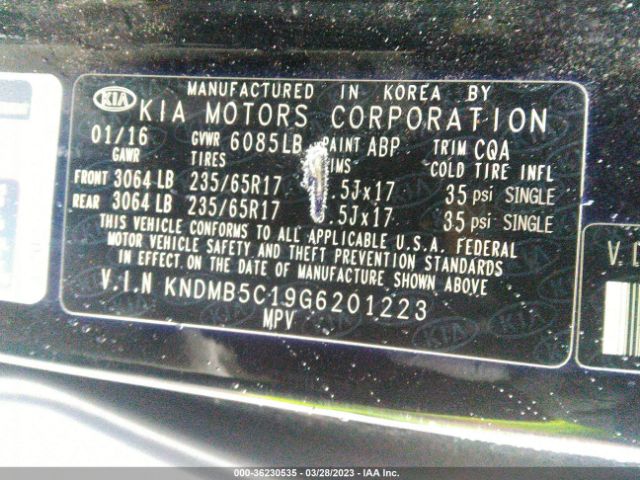 MANUFACTURED IN KOREA BY
KIA KIA MOTORS CORPORATION
01/16 GVWR 6085LB PAINT ABP TRIM CQA
GAWR TIRES COLD TIRE INFL
FRONT 3064 LB 235/65R17 .5Jx17 35 psi SINGLE
REAR 3064 LB 235/65R17 .5Jx17 35 psi SINGLE
THIS VEHICLE CONFORMS TO ALL APPLICABLE U.S.A. FEDERAL
MOTOR VEHICLE SAFETY AND THEFT PREVENTION STANDARDS
IN EFFECT ON THE DATE OF MANUFACTURE SHOWN ABOVE
V.I.N KNDMB5C19G6201223
MPV
000-36230535 - 03/28/2023 - IAA Inc.